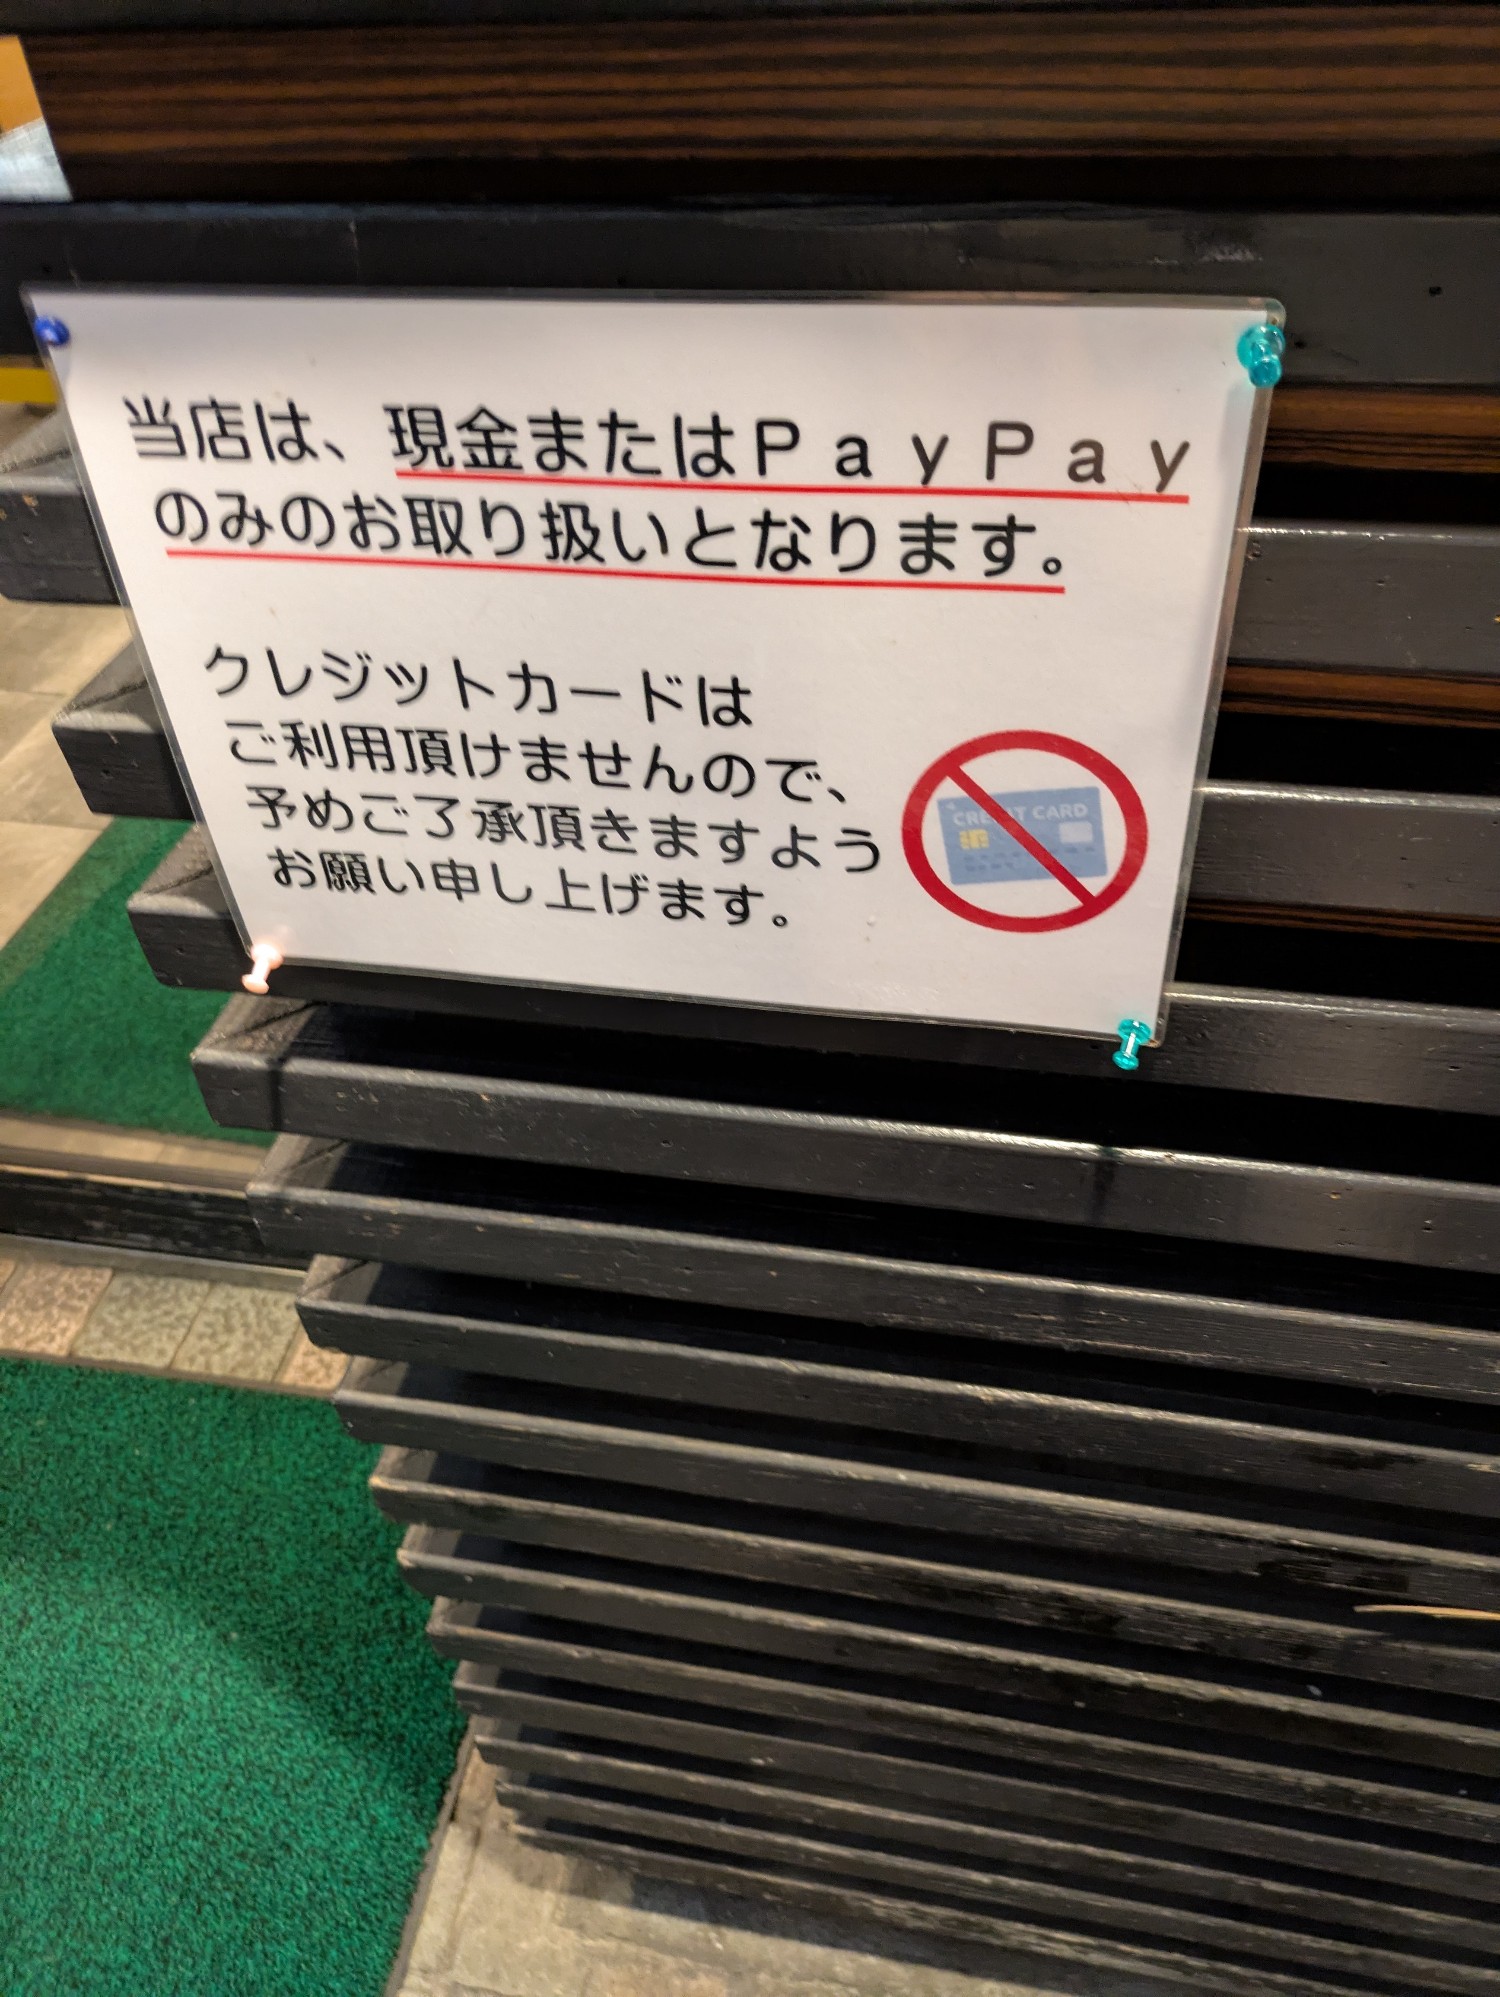 当店は、現金またはＰａｙＰａｙ
のみのお取り扱いとなります。
クレジットカードは
ご利用頂けませんので、
予めご了承頂きますよう
お願い申し上げます。
CREDIT CARD